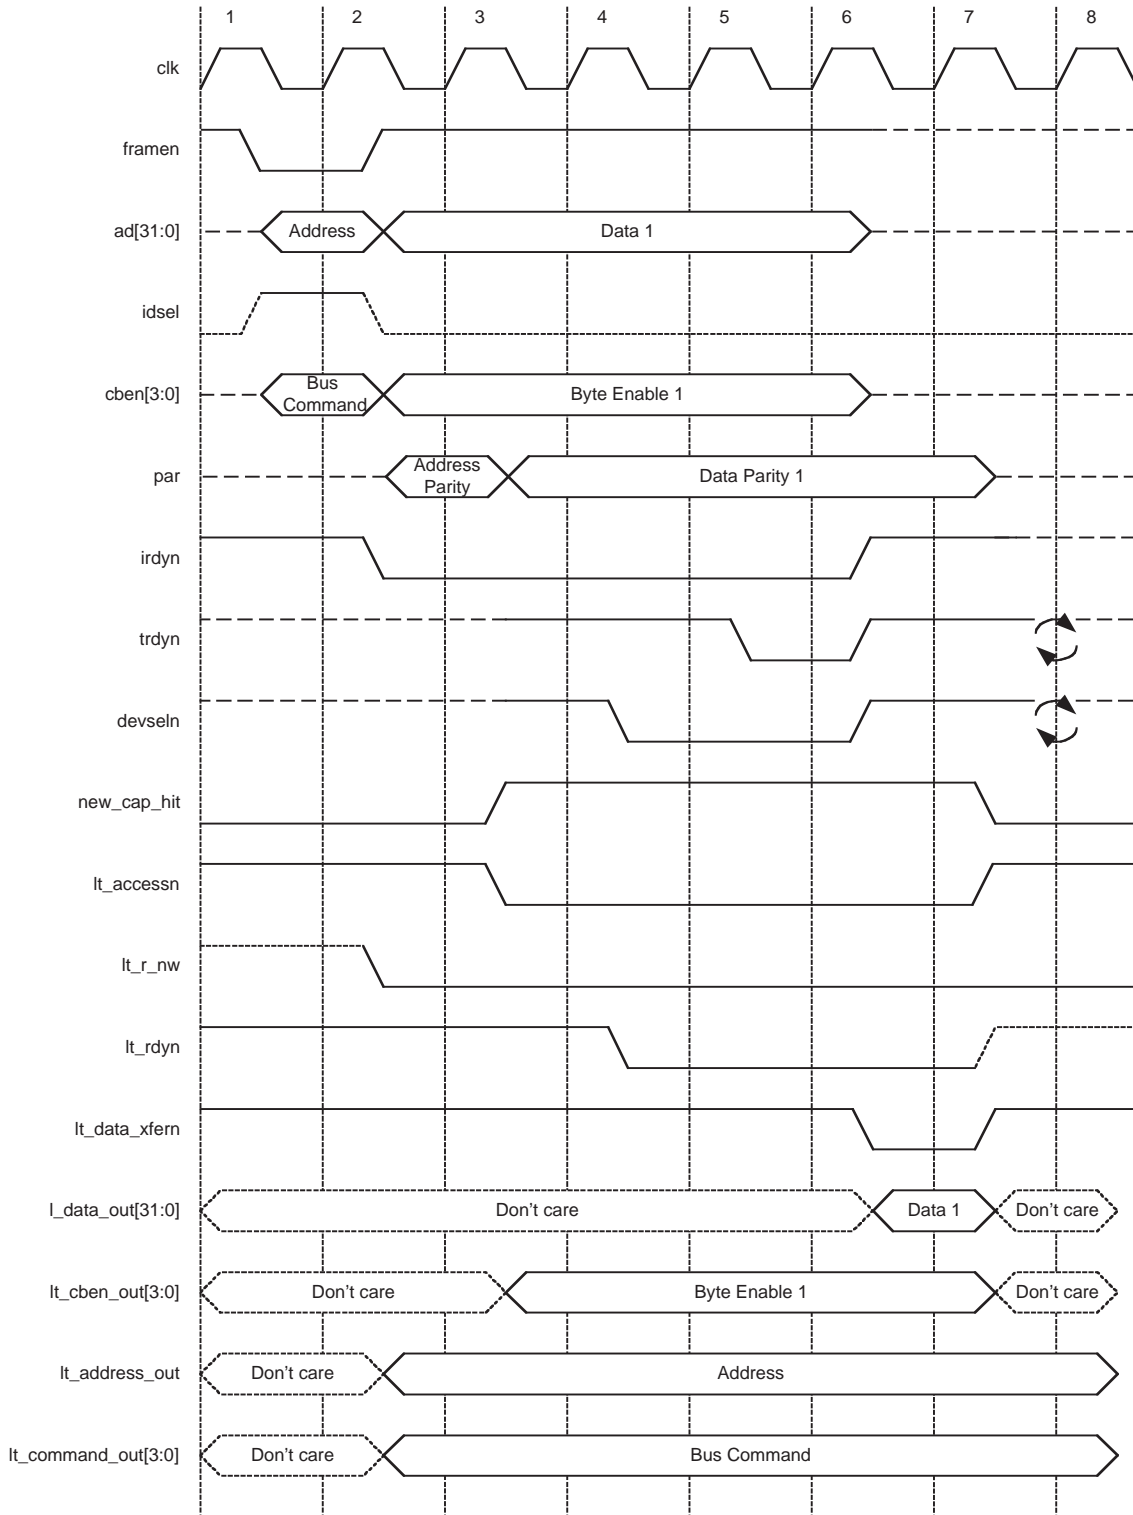 1 2 3 4 5 6 7 8
clk
framen
ad[31:0] Address Data 1
idsel
cben[3:0] Bus Command Byte Enable 1
par Address Parity Data Parity 1
irdyn
trdyn
devseln
new_cap_hit
lt_accessn
lt_r_nw
lt_rdyn
lt_data_xfern
l_data_out[31:0] Don't care Data 1 Don't care
lt_cben_out[3:0] Don't care Byte Enable 1 Don't care
lt_address_out Don't care Address
lt_command_out[3:0] Don't care Bus Command